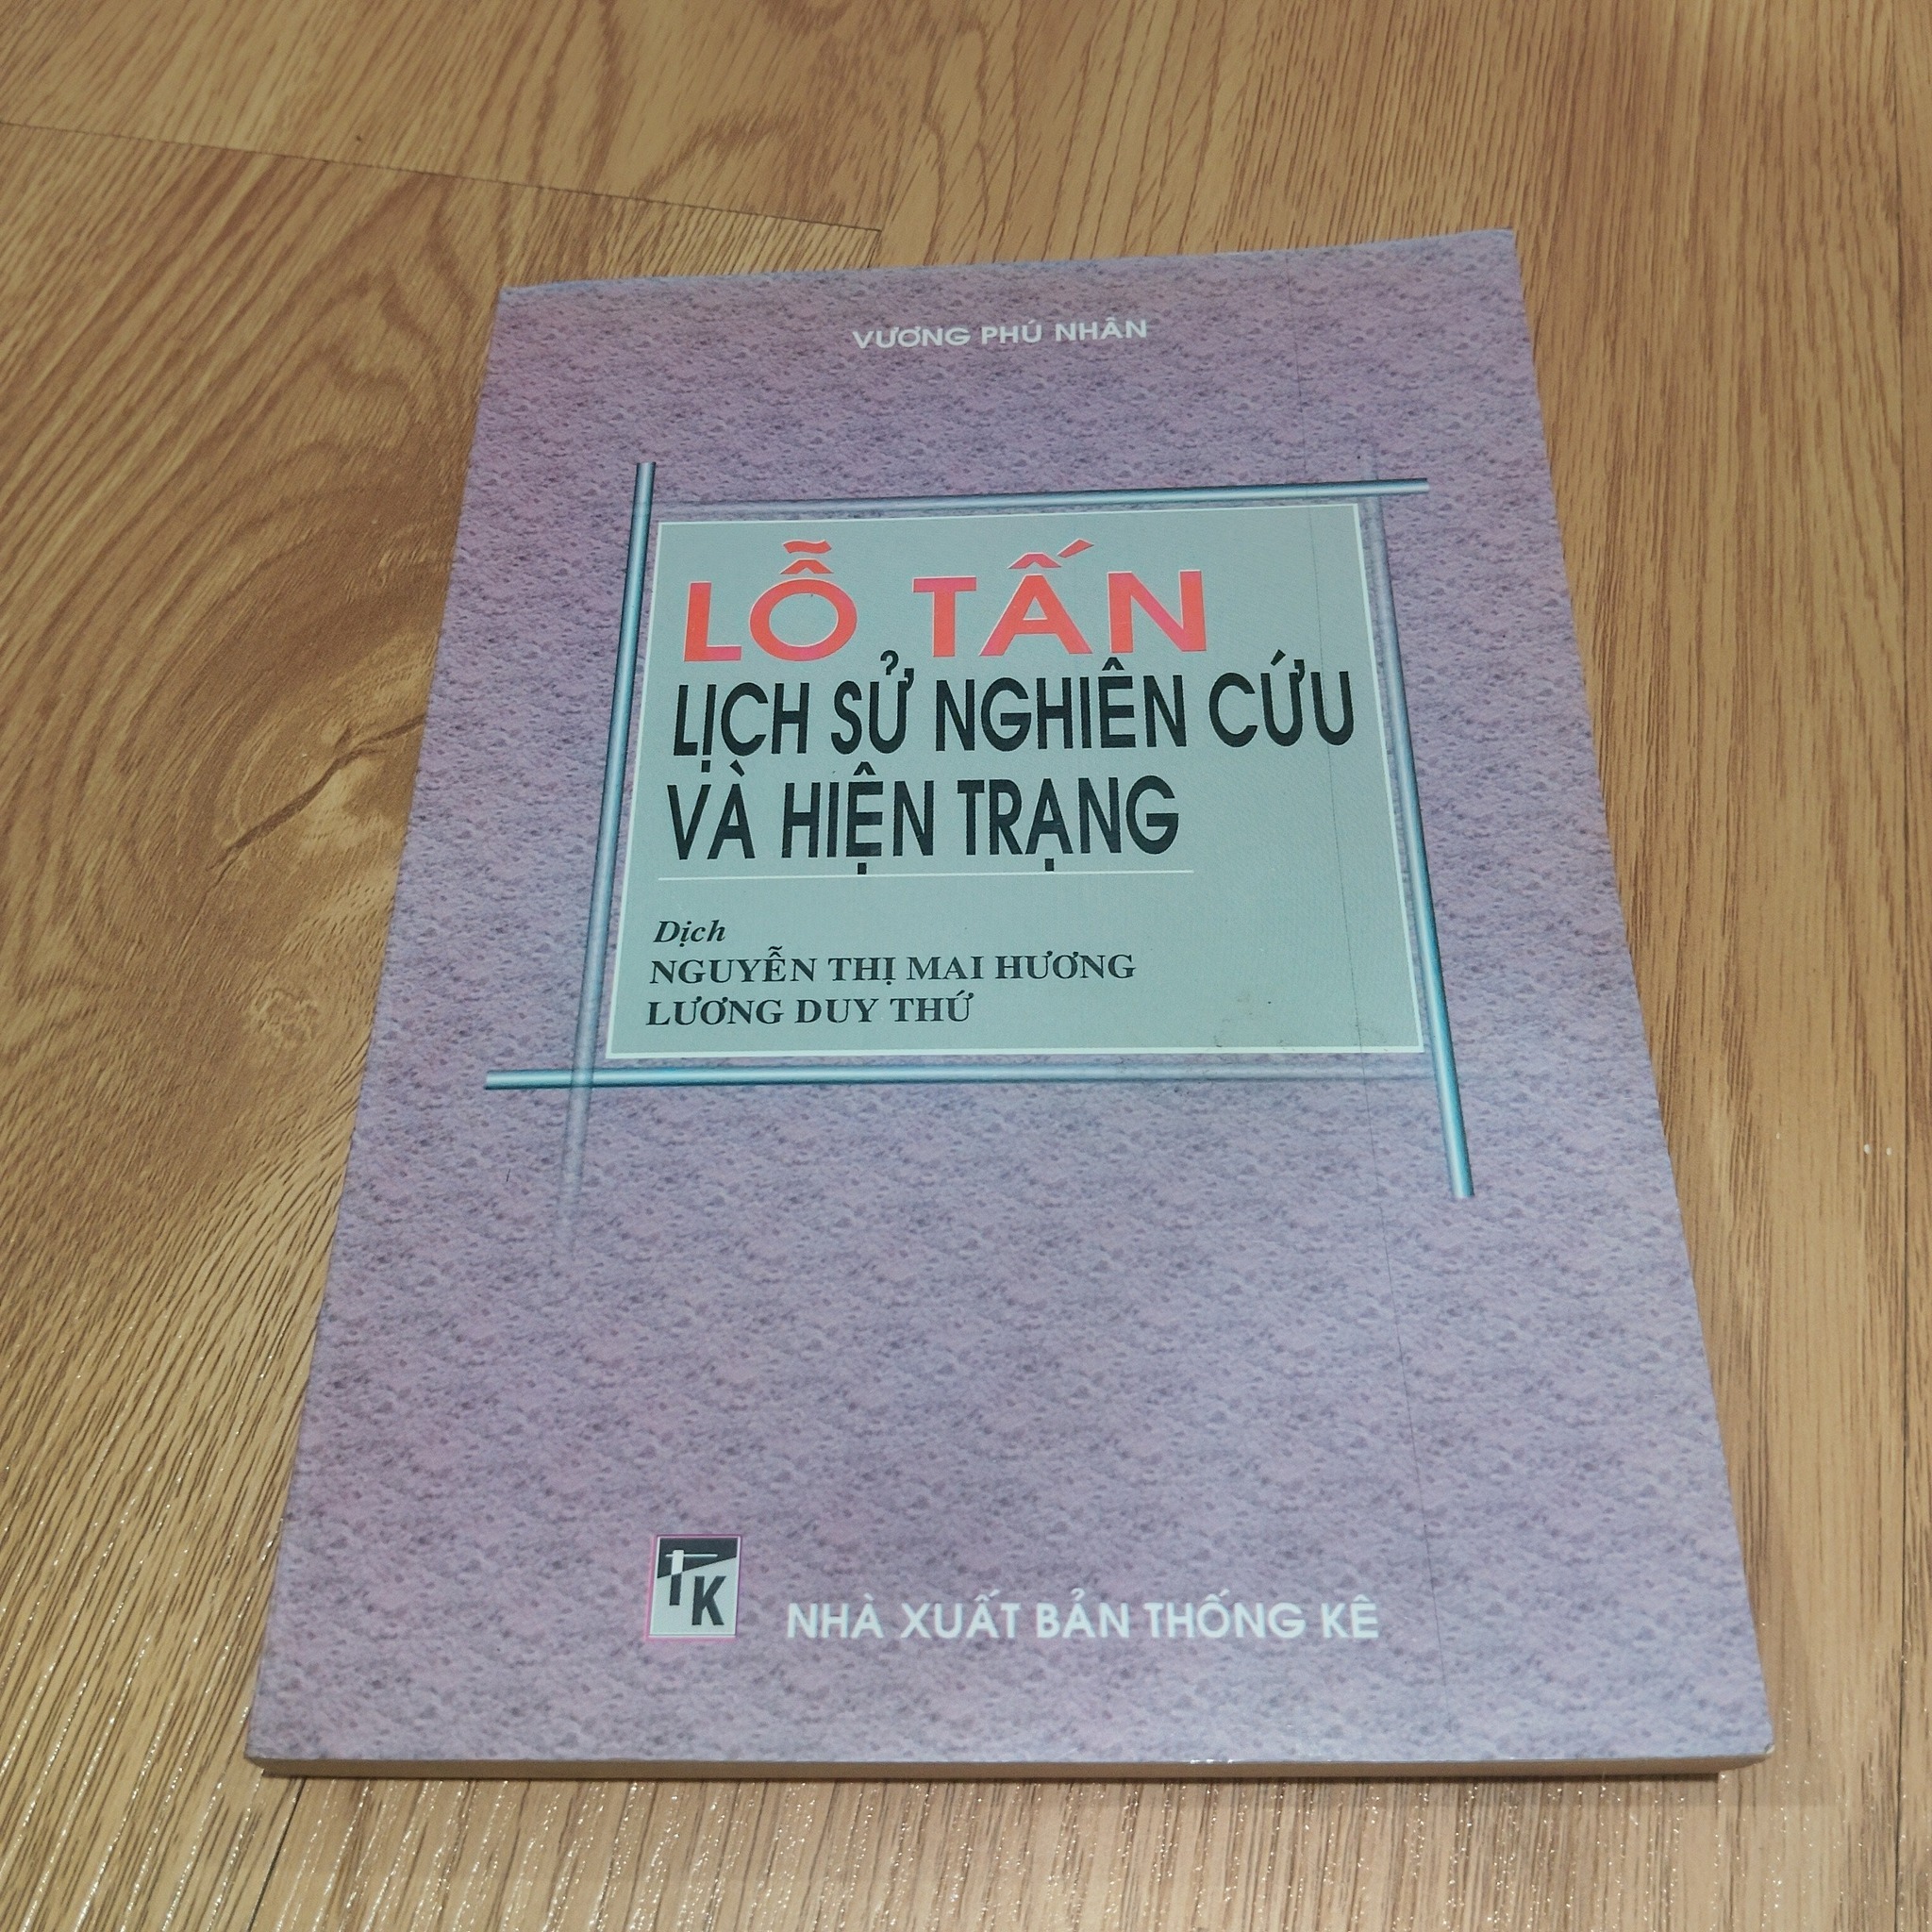 VƯƠNG PHÚ NHÂN
LỖ TẤN
LỊCH SỬ NGHIÊN CỨU
VÀ HIỆN TRẠNG
Dịch
NGUYỄN THỊ MAI HƯƠNG
LƯƠNG DUY THỨ
TK
NHÀ XUẤT BẢN THỐNG KÊ